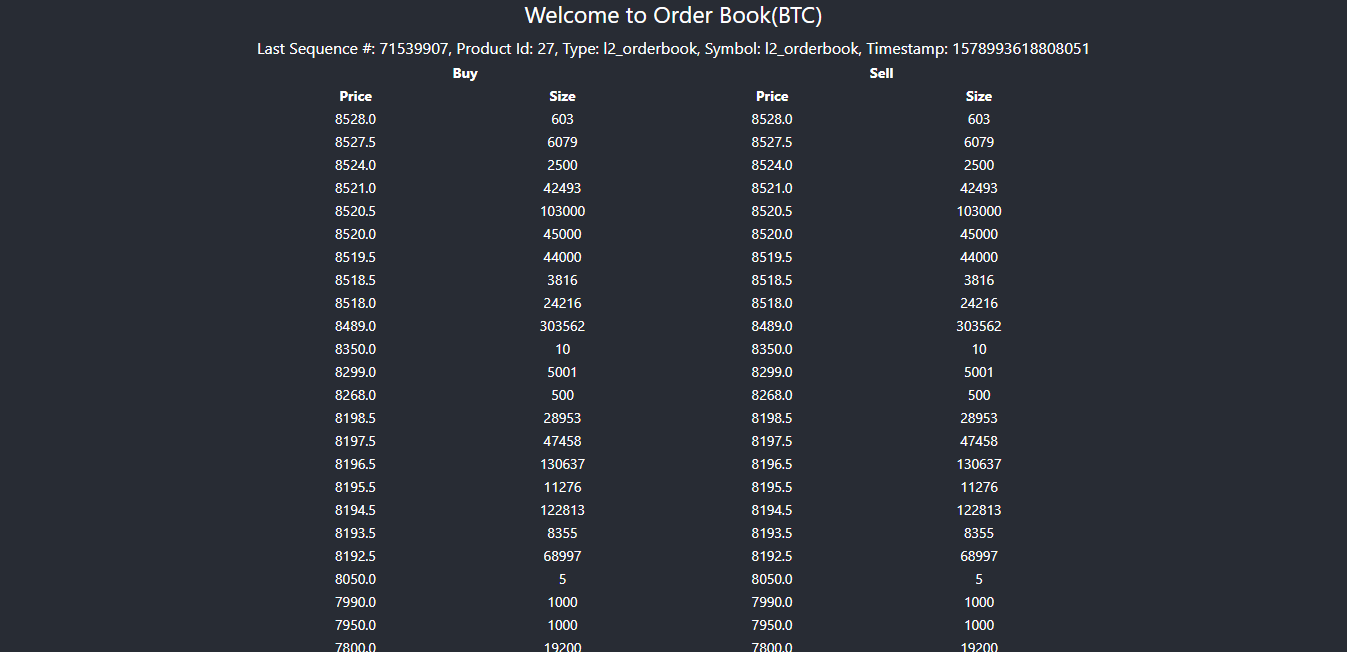 Welcome to Order Book(BTC)
Last Sequence #: 71539907, Product Id: 27, Type: l2_orderbook, Symbol: l2_orderbook, Timestamp: 1578993618808051
Buy Sell
Price Size Price Size
8528.0 603 8528.0 603
8527.5 6079 8527.5 6079
8524.0 2500 8524.0 2500
8521.0 42493 8521.0 42493
8520.5 103000 8520.5 103000
8520.0 45000 8520.0 45000
8519.5 44000 8519.5 44000
8518.5 3816 8518.5 3816
8518.0 24216 8518.0 24216
8489.0 303562 8489.0 303562
8350.0 10 8350.0 10
8299.0 5001 8299.0 5001
8268.0 500 8268.0 500
8198.5 28953 8198.5 28953
8197.5 47458 8197.5 47458
8196.5 130637 8196.5 130637
8195.5 11276 8195.5 11276
8194.5 122813 8194.5 122813
8193.5 8355 8193.5 8355
8192.5 68997 8192.5 68997
8050.0 5 8050.0 5
7990.0 1000 7990.0 1000
7950.0 1000 7950.0 1000
7800.0 19200 7800.0 19200